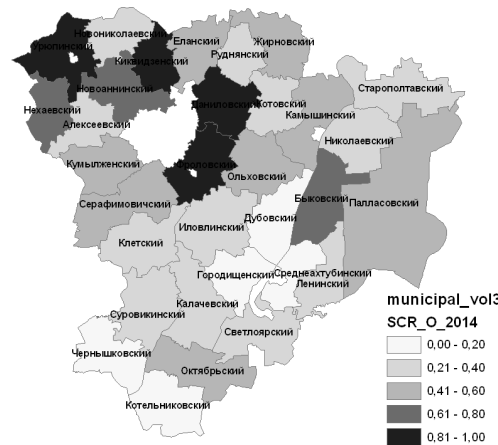 Новониколаевский
Урюпинский
Киквидзенский
Еланский
Жирновский
Руднянский
Нехаевский
Новоаннинский
Алексеевский
Даниловский
Котовский
Камышинский
Старополтавский
Николаевский
Кумылженский
Фроловский
Ольховский
Серафимовичский
Быковский
Палласовский
Дубовский
Иловлинский
Клетский
Городищенский
Среднеахтубинский
Ленинский
Калачевский
Суровикинский
Светлоярский
Чернышковский
Октябрьский
Котельниковский
municipal_vol3
SCR_O_2014
0,00 - 0,20
0,21 - 0,40
0,41 - 0,60
0,61 - 0,80
0,81 - 1,00